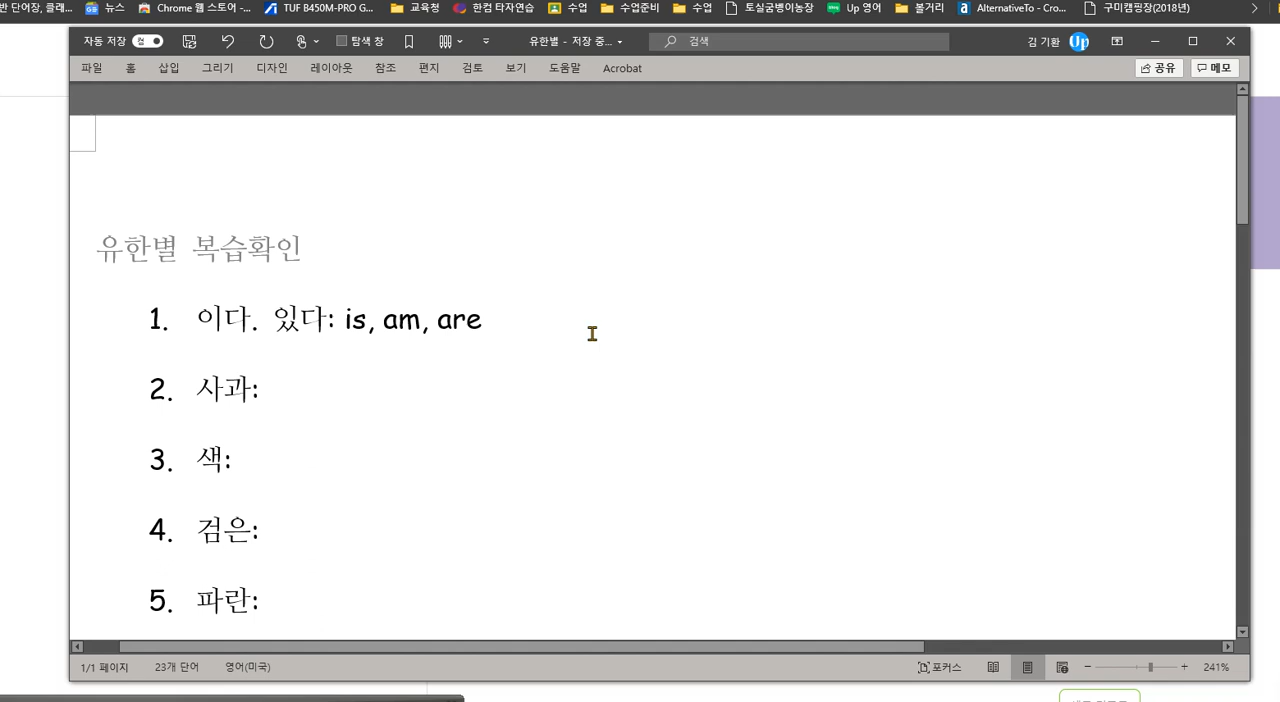 반 단어장, 클래... 뉴스 Chrome 웹 스토어 -... TUF B450M-PRO G... 교육청 한컴 타자연습 수업 수업준비 수업 토실굼벵이농장 Up 영어 볼거리 AlternativeTo - Cro... 구미캠핑장(2018년)
자동 저장 컴 탐색 창 유한별 - 저장 중... 검색 김 기환 Up
파일 홈 삽입 그리기 디자인 레이아웃 참조 편지 검토 보기 도움말 Acrobat 공유 메모
유한별 복습확인
1. 이다. 있다: is, am, are
2. 사과:
3. 색:
4. 검은:
5. 파란:
1/1 페이지 23개 단어 영어(미국) 포커스 241%